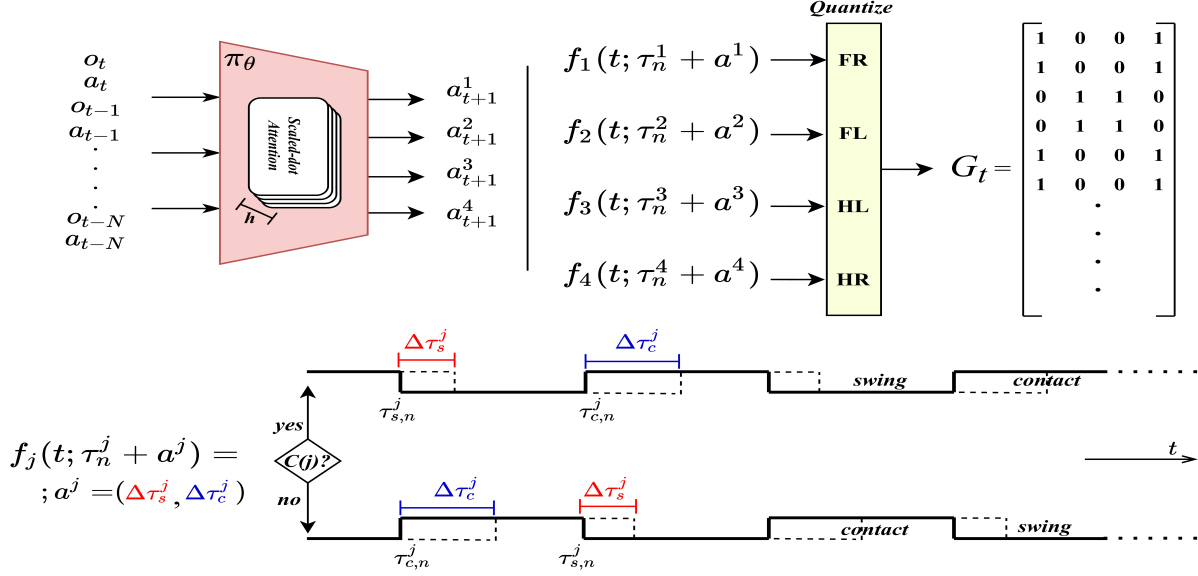 o_t
a_t
o_{t−1}
a_{t−1}
.
.
.
.
o_{t−N}
a_{t−N}
π_θ
Scaled-dot
Attention
h
a^1_{t+1}
a^2_{t+1}
a^3_{t+1}
a^4_{t+1}
Quantize
f_1(t; τ^1_n + a^1)
FR
f_2(t; τ^2_n + a^2)
FL
f_3(t; τ^3_n + a^3)
HL
f_4(t; τ^4_n + a^4)
HR
G_t =
1 0 0 1
1 0 0 1
0 1 1 0
0 1 1 0
1 0 0 1
1 0 0 1
.
.
.
.
Δτ^j_s
Δτ^j_c
swing
contact
τ^j_{s,n}
τ^j_{c,n}
yes
f_j(t; τ^j_n + a^j) =
C(j)?
t
; a^j =(Δτ^j_s, Δτ^j_c)
no
Δτ^j_c
Δτ^j_s
contact
swing
τ^j_{c,n}
τ^j_{s,n}